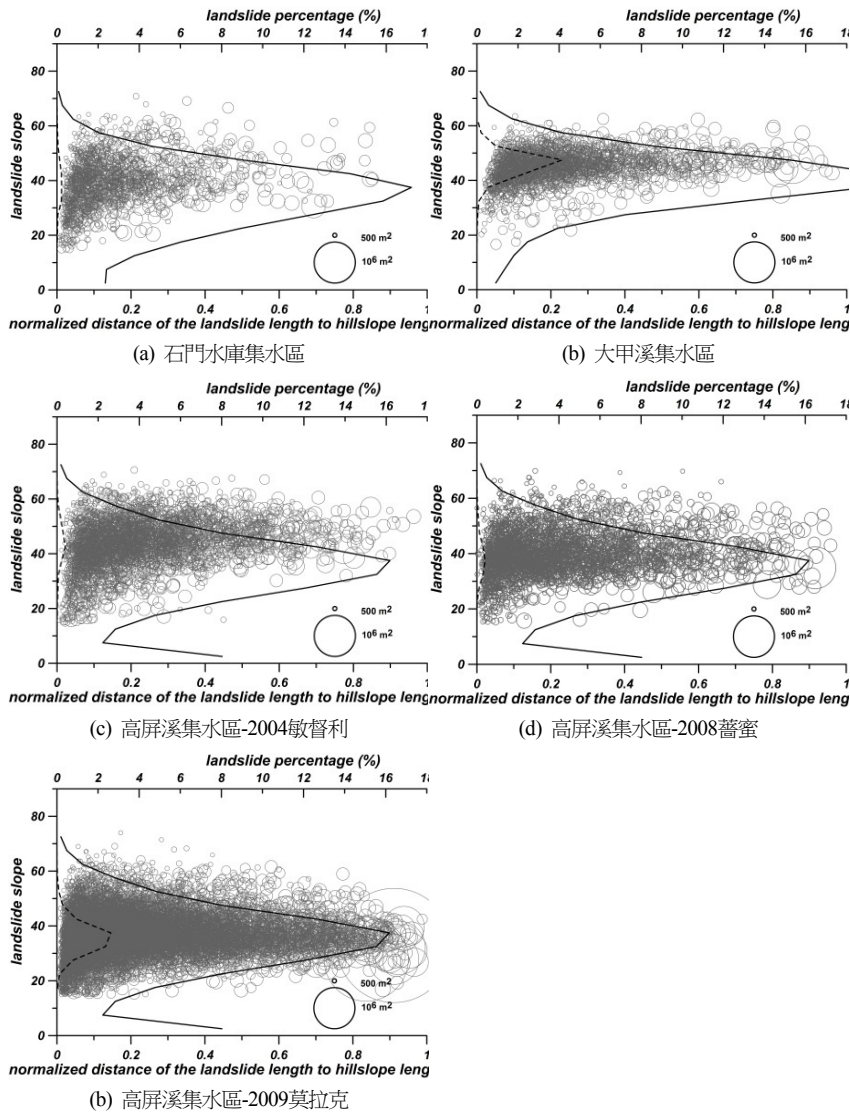 landslide percentage (%)
0 2 4 6 8 10 12 14 16 1
landslide slope
80
60
40
20
0
500 m²
10⁶ m²
0 0.2 0.4 0.6 0.8 1
normalized distance of the landslide length to hillslope leng
(a) 石門水庫集水區
landslide percentage (%)
0 2 4 6 8 10 12 14 16 18
landslide slope
80
60
40
20
0
500 m²
10⁶ m²
0 0.2 0.4 0.6 0.8 1
normalized distance of the landslide length to hillslope leng
(b) 大甲溪集水區
landslide percentage (%)
0 2 4 6 8 10 12 14 16 1
landslide slope
80
60
40
20
0
500 m²
10⁶ m²
0 0.2 0.4 0.6 0.8 1
normalized distance of the landslide length to hillslope leng
(c) 高屏溪集水區-2004敏督利
landslide percentage (%)
0 2 4 6 8 10 12 14 16 18
landslide slope
80
60
40
20
0
500 m²
10⁶ m²
0 0.2 0.4 0.6 0.8 1
normalized distance of the landslide length to hillslope leng
(d) 高屏溪集水區-2008薔蜜
landslide percentage (%)
0 2 4 6 8 10 12 14 16 18
landslide slope
80
60
40
20
0
500 m²
10⁶ m²
0 0.2 0.4 0.6 0.8 1
normalized distance of the landslide length to hillslope leng
(b) 高屏溪集水區-2009莫拉克